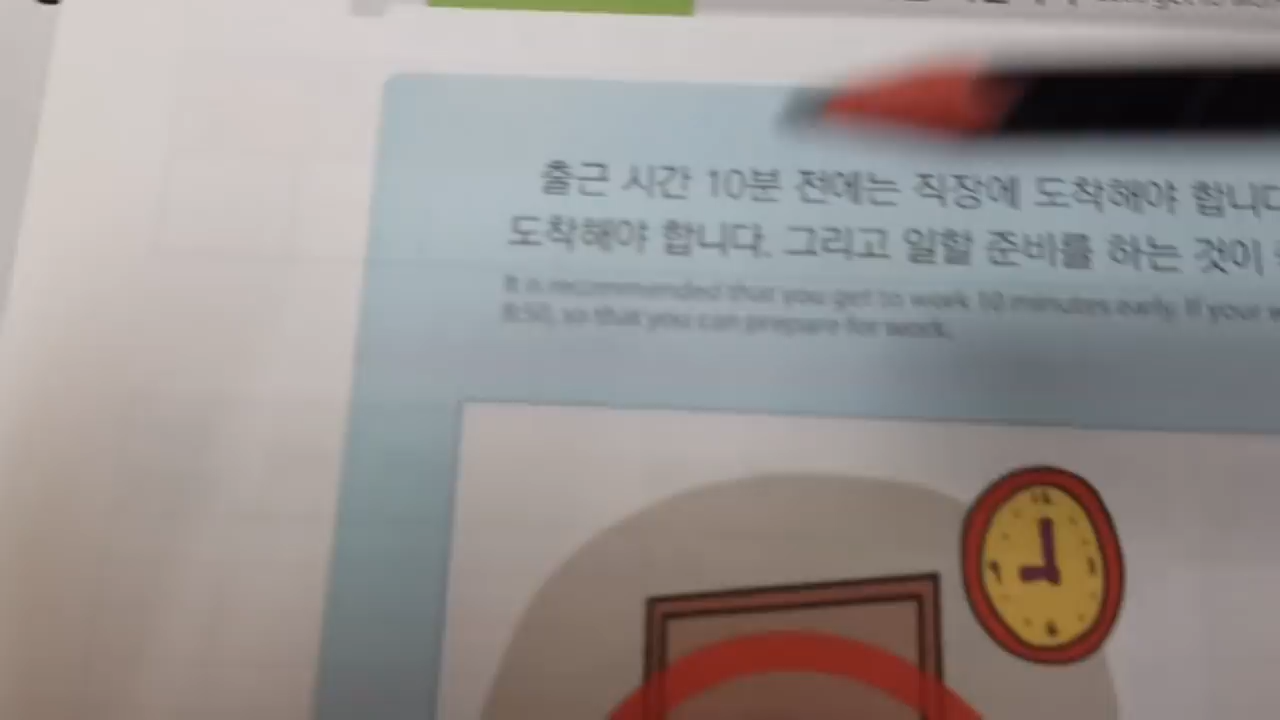 출근 시간 10분 전에는 직장에 도착해야 합니다
도착해야 합니다. 그리고 일할 준비를 하는 것이
It is recommended that you get to work 10 minutes early. If your
8:50, so that you can prepare for work.